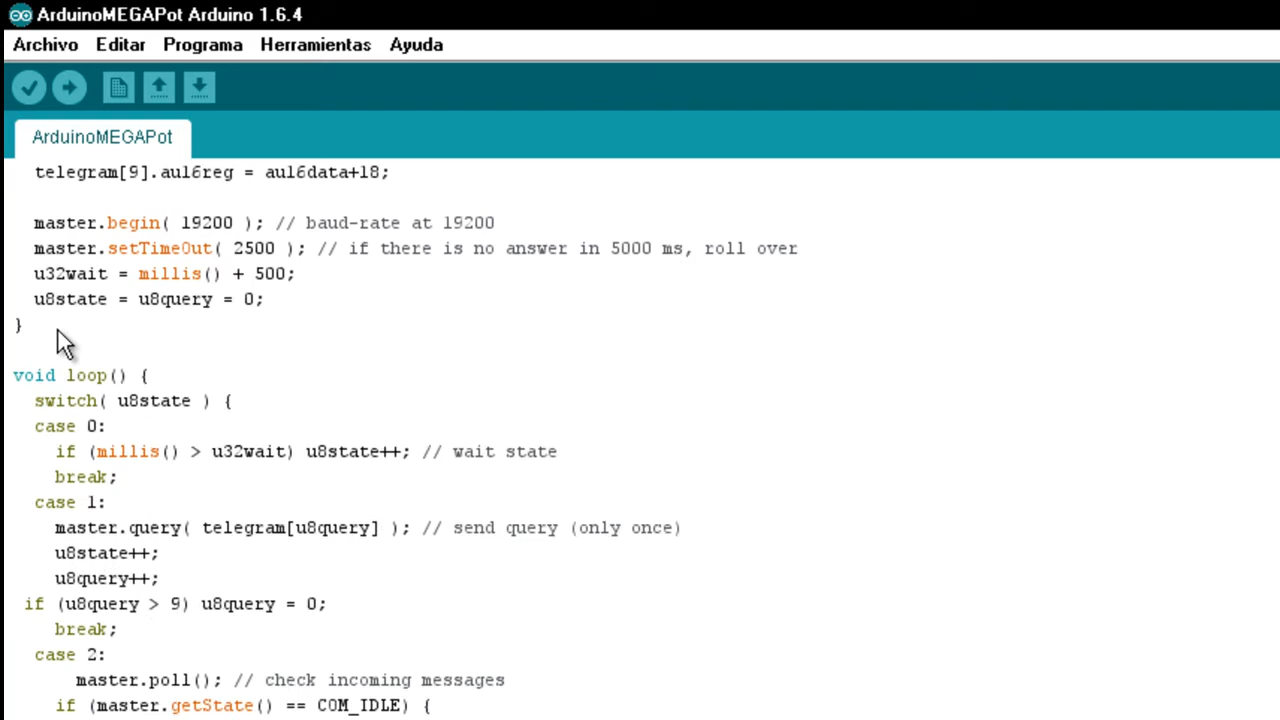 ArduinoMEGAPot Arduino 1.6.4
Archivo Editar Programa Herramientas Ayuda
ArduinoMEGAPot
telegram[9].au16reg = au16data+18;
master.begin( 19200 ); // baud-rate at 19200
master.setTimeOut( 2500 ); // if there is no answer in 5000 ms, roll over
u32wait = millis() + 500;
u8state = u8query = 0;
}
void loop() {
switch( u8state ) {
case 0:
if (millis() > u32wait) u8state++; // wait state
break;
case 1:
master.query( telegram[u8query] ); // send query (only once)
u8state++;
u8query++;
if (u8query > 9) u8query = 0;
break;
case 2:
master.poll(); // check incoming messages
if (master.getState() == COM_IDLE) {